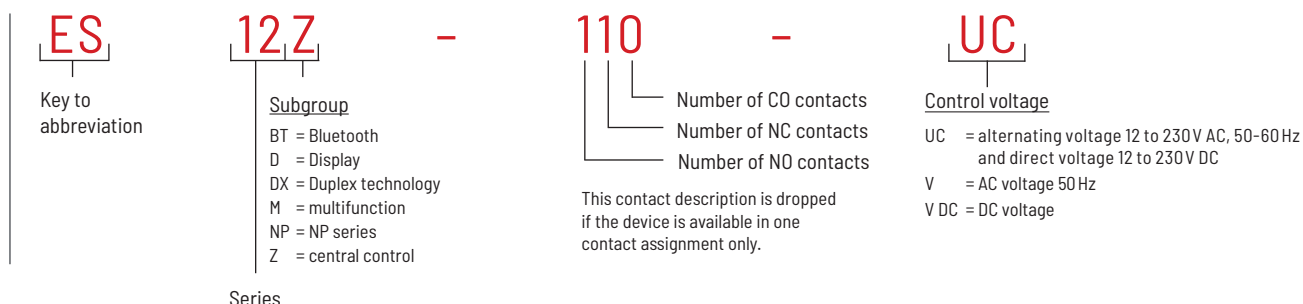 ES 12Z - 110 - UC
Key to
abbreviation
Subgroup
BT = Bluetooth
D = Display
DX = Duplex technology
M = multifunction
NP = NP series
Z = central control
Series
Number of CO contacts
Number of NC contacts
Number of NO contacts
This contact description is dropped
if the device is available in one
contact assignment only.
Control voltage
UC = alternating voltage 12 to 230 V AC, 50-60 Hz
and direct voltage 12 to 230 V DC
V = AC voltage 50 Hz
V DC = DC voltage